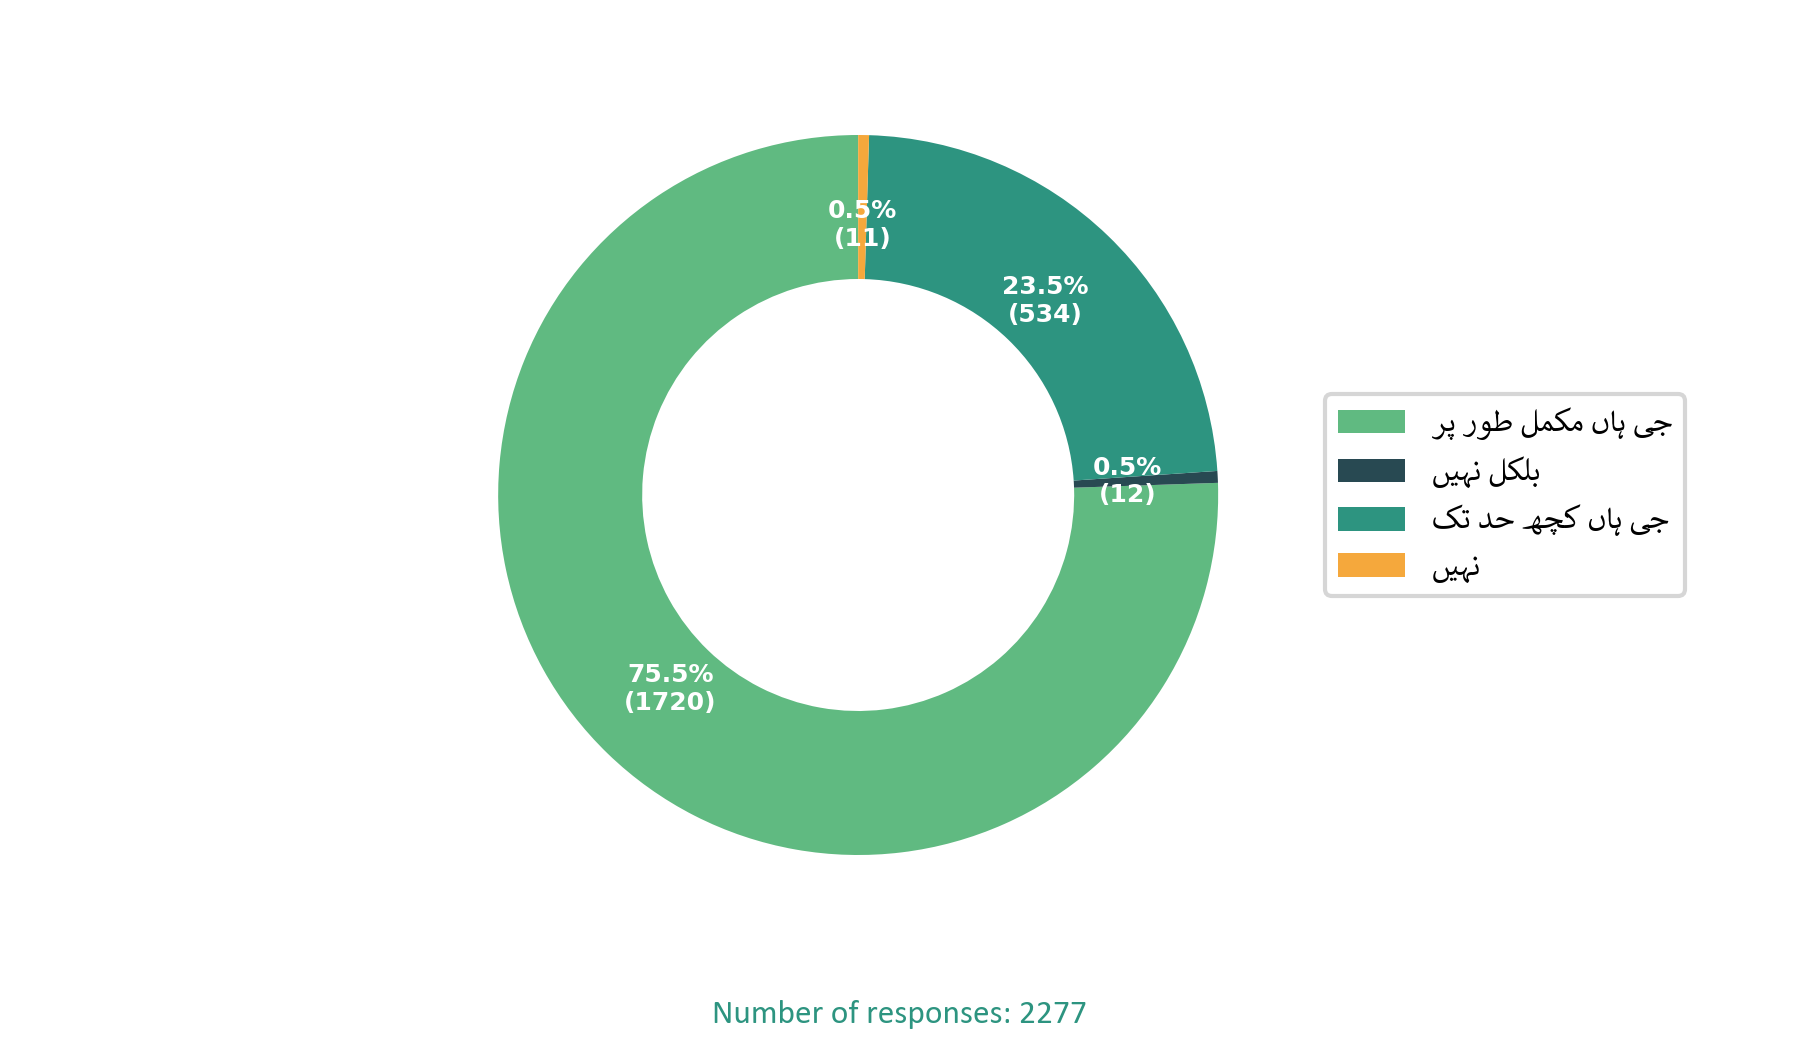 0.5%
(11)
23.5%
(534)
0.5%
(12)
75.5%
(1720)
جی ہاں مکمل طور پر
بلکل نہیں
جی ہاں کچھ حد تک
نہیں
Number of responses: 2277